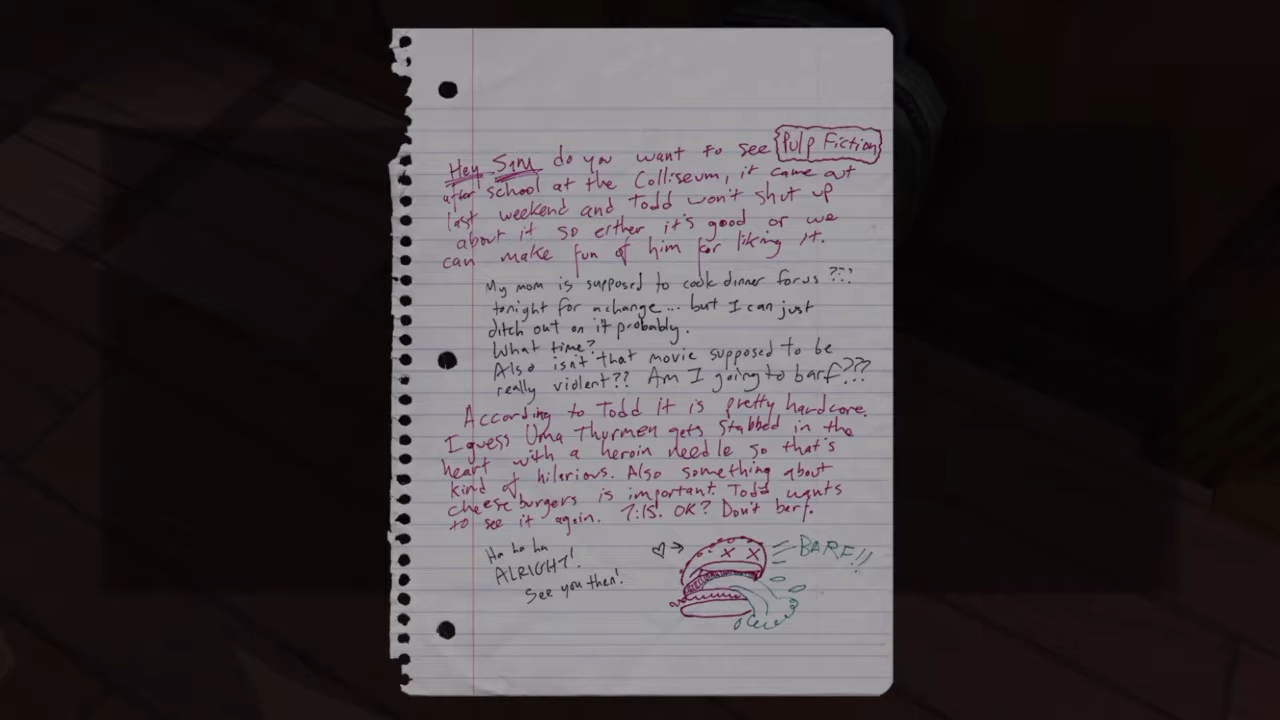 Hey Sam do you want to see Pulp Fiction
after school at the Colliseum, it came out
last weekend and Todd won't shut up
about it so either it's good or we
can make fun of him for liking it.
My mom is supposed to cook dinner for us ???
tonight for a change... but I can just
ditch out on it probably.
What time?
Also isn't that movie supposed to be
really violent?? Am I going to barf???
According to Todd it is pretty hardcore.
I guess Uma Thurmen gets stabbed in the
heart with a heroin needle so that's
kind of hilarious. Also something about
cheeseburgers is important. Todd wants
to see it again. 7:15. OK? Don't barf.
Ha ha ha
ALRIGHT!
See you then!
BARF!!